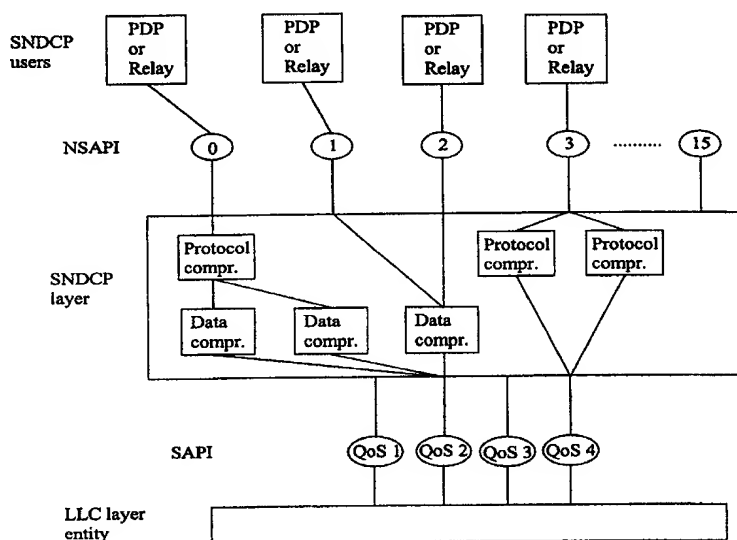 SNDCP
users
PDP
or
Relay
PDP
or
Relay
PDP
or
Relay
PDP
or
Relay
NSAPI
0
1
2
3
..........
15
SNDCP
layer
Protocol
compr.
Protocol
compr.
Protocol
compr.
Data
compr.
Data
compr.
Data
compr.
SAPI
QoS 1
QoS 2
QoS 3
QoS 4
LLC layer
entity